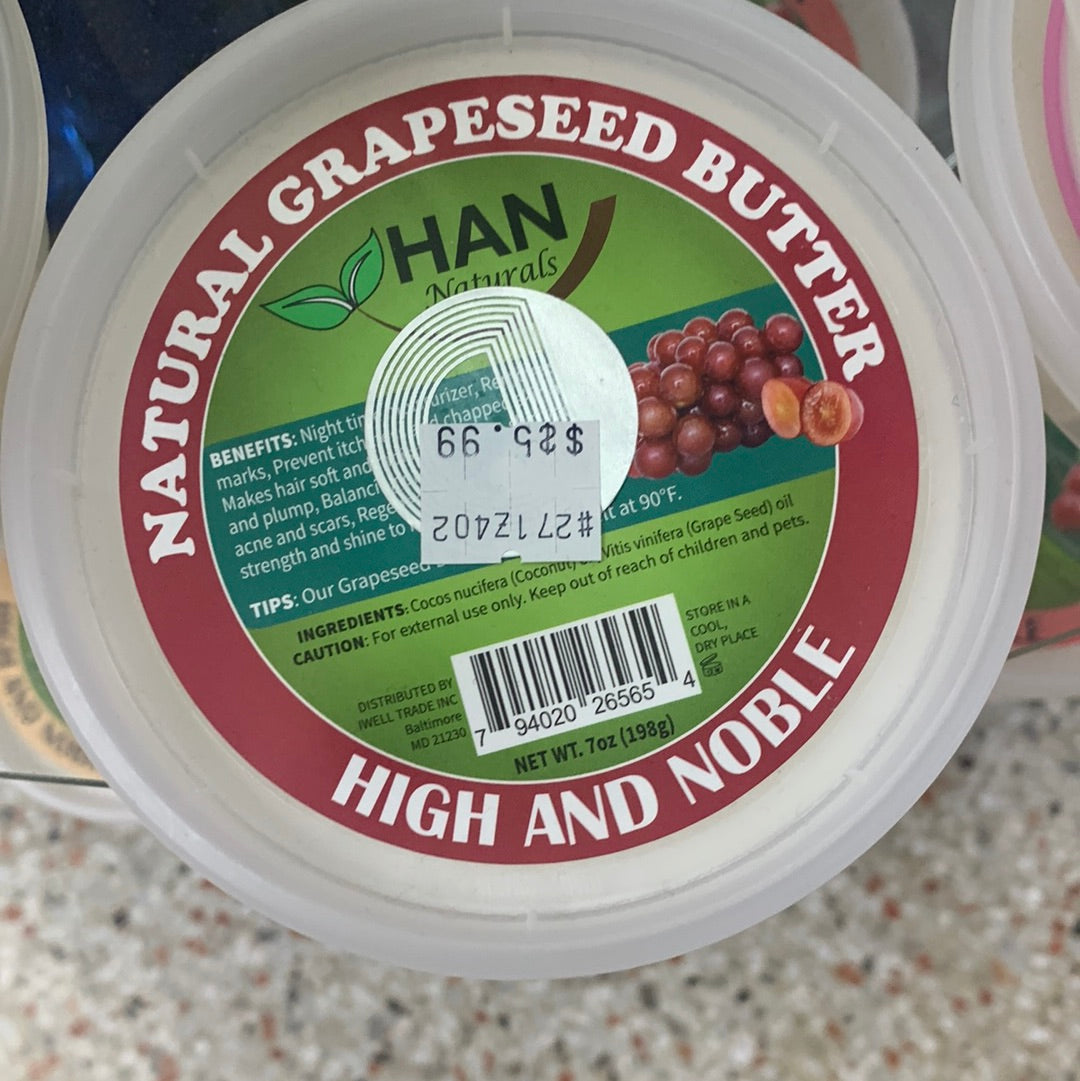 NATURAL GRAPESEED BUTTER
HAN
Naturals
BENEFITS: Night tim urizer, Re
marks, Prevent itch chapped
Makes hair soft and
and plump, Balanci
acne and scars, Rege
strength and shine to
TIPS: Our Grapeseed t at 90°F.
$25.99
#271Z402
INGREDIENTS: Cocos nucifera (Coconut) Vitis vinifera (Grape Seed) oil
CAUTION: For external use only. Keep out of reach of children and pets.
DISTRIBUTED BY
IWELL TRADE INC
Baltimore
MD 21230
7 94020 26565 4
STORE IN A
COOL,
DRY PLACE
NET WT. 7oz (198g)
HIGH AND NOBLE